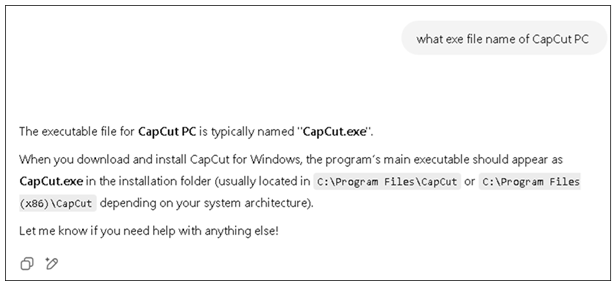 what exe file name of CapCut PC
The executable file for CapCut PC is typically named "CapCut.exe".
When you download and install CapCut for Windows, the program's main executable should appear as
CapCut.exe in the installation folder (usually located in C:\Program Files\CapCut or C:\Program Files
(x86)\CapCut depending on your system architecture).
Let me know if you need help with anything else!